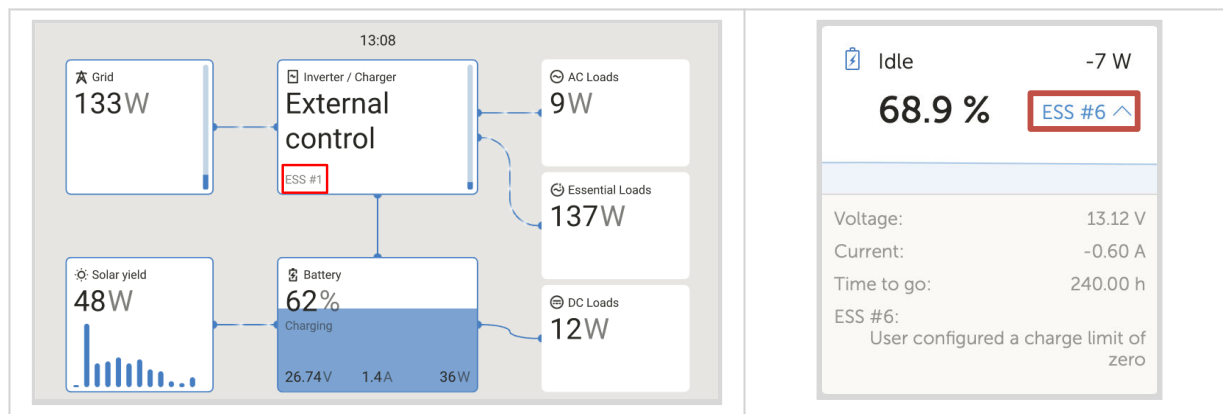 13:08
Grid
133W
Inverter / Charger
External
control
ESS #1
AC Loads
9W
Essential Loads
137W
Solar yield
48W
Battery
62%
Charging
26.74V 1.4A 36W
DC Loads
12W
Idle -7 W
68.9 % ESS #6
Voltage: 13.12 V
Current: -0.60 A
Time to go: 240.00 h
ESS #6:
User configured a charge limit of
zero